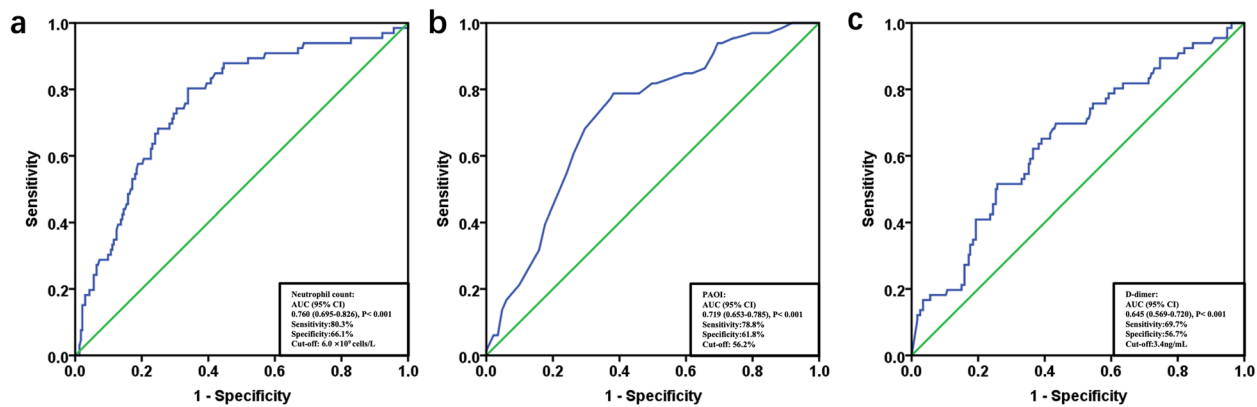 a
1.0
0.8
0.6
0.4
0.2
0.0
Sensitivity
0.0 0.2 0.4 0.6 0.8 1.0
1 - Specificity
Neutrophil count:
AUC (95% CI)
0.760 (0.695-0.826), P< 0.001
Sensitivity:80.3%
Specificity:66.1%
Cut-off: 6.0 ×10⁹ cells/L
b
1.0
0.8
0.6
0.4
0.2
0.0
Sensitivity
0.0 0.2 0.4 0.6 0.8 1.0
1 - Specificity
PAOI:
AUC (95% CI)
0.719 (0.653-0.785), P< 0.001
Sensitivity:78.8%
Specificity:61.8%
Cut-off: 56.2%
c
1.0
0.8
0.6
0.4
0.2
0.0
Sensitivity
0.0 0.2 0.4 0.6 0.8 1.0
1 - Specificity
D-dimer:
AUC (95% CI)
0.645 (0.569-0.720), P< 0.001
Sensitivity:69.7%
Specificity:56.7%
Cut-off:3.4ng/mL